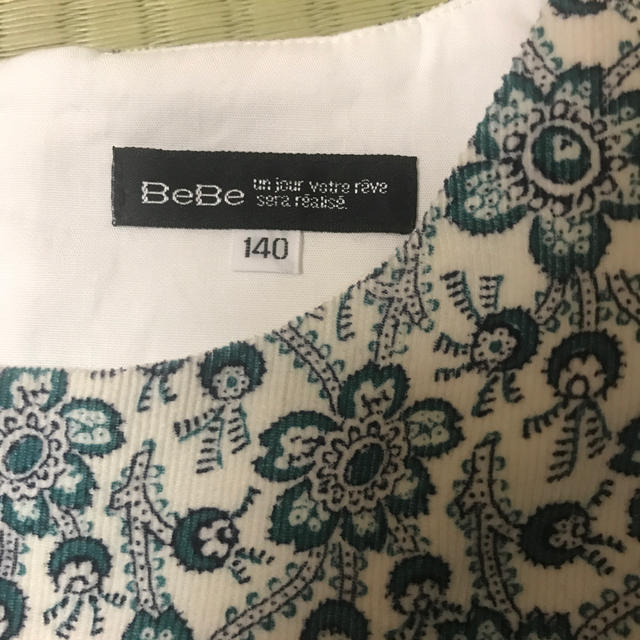 BeBe
un jour votre rêve
sera réalisé.
140